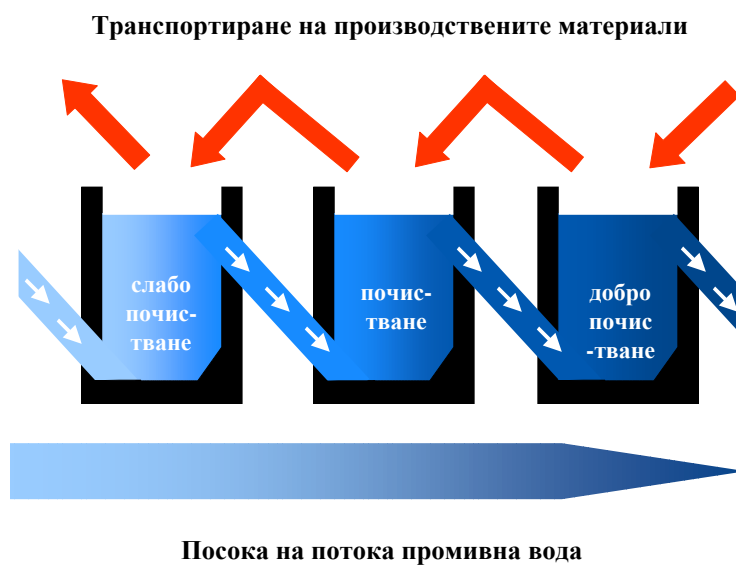 Транспортиране на производствените материали
слабо
почис-
тване
почис-
тване
добро
почис
-тване
Посока на потока промивна вода